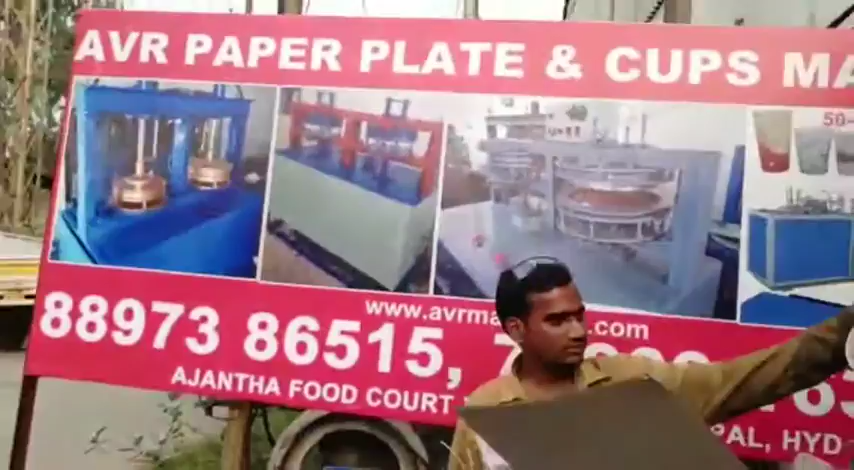 AVR PAPER PLATE & CUPS MA
50-
88973 86515,
www.avrma .com
AJANTHA FOOD COURT
PAL, HYD